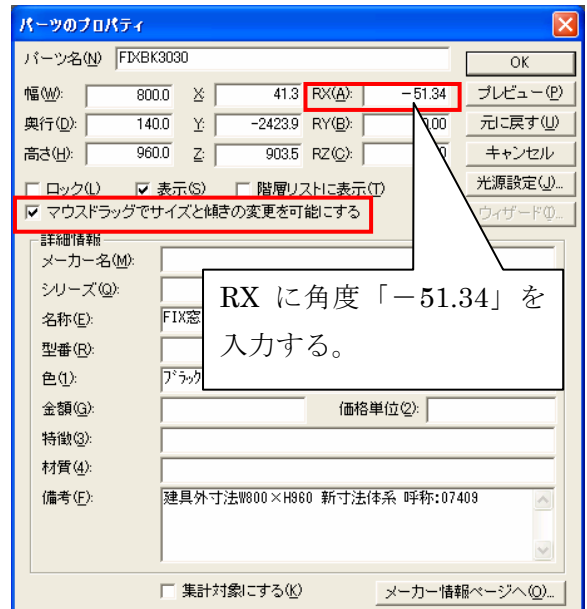 パーツのプロパティ
パーツ名(N) FIXBK3030 OK
幅(W): 800.0 X: 41.3 RX(A): －51.34 プレビュー(P)
奥行(D): 140.0 Y: -2423.9 RY(B): .00 元に戻す(U)
高さ(H): 960.0 Z: 903.5 RZ(C): キャンセル
ロック(L) 表示(S) 階層リストに表示(T) 光源設定(J)...
マウスドラッグでサイズと傾きの変更を可能にする ウィザード(I)...
詳細情報
メーカー名(M):
シリーズ(Q):
名称(E): FIX窓
型番(R):
色(1): ブラック
RX に角度「－51.34」を
入力する。
金額(G): 価格単位(2):
特徴(3):
材質(4):
備考(F): 建具外寸法W800×H960 新寸法体系 呼称:07409
集計対象にする(K) メーカー情報ページへ(O)...